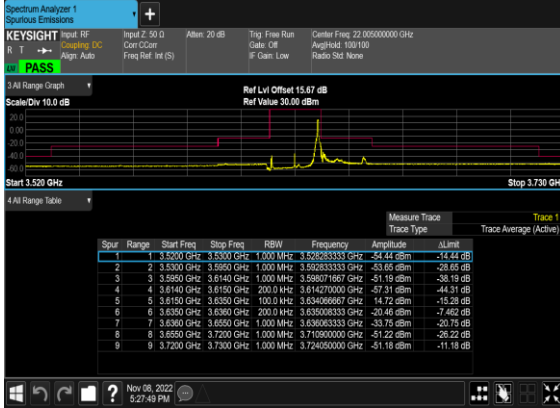 Spectrum Analyzer 1
Spurious Emissions
+
KEYSIGHT Input: RF Input Z: 50 Ω Atten: 20 dB Trig: Free Run Center Freq: 22.005000000 GHz
R T Coupling: DC Corr CCorr Gate: Off Avg|Hold: 100/100
Align: Auto Freq Ref: Int (S) IF Gain: Low Radio Std: None
LXI PASS
3 All Range Graph
Ref Lvl Offset 15.67 dB
Scale/Div 10.0 dB Ref Value 30.00 dBm
20.0
0.00
-20.0
-40.0
-60.0
Start 3.520 GHz Stop 3.730 GH
4 All Range Table
Measure Trace Trace 1
Trace Type Trace Average (Active)
Spur Range Start Freq Stop Freq RBW Frequency Amplitude ΔLimit
1 1 3.5200 GHz 3.5300 GHz 1.000 MHz 3.528283333 GHz -54.44 dBm -14.44 dB
2 2 3.5300 GHz 3.5950 GHz 1.000 MHz 3.592833333 GHz -53.65 dBm -28.65 dB
3 3 3.5950 GHz 3.6140 GHz 1.000 MHz 3.598071667 GHz -51.19 dBm -38.19 dB
4 4 3.6140 GHz 3.6150 GHz 200.0 kHz 3.614270000 GHz -57.31 dBm -44.31 dB
5 5 3.6150 GHz 3.6350 GHz 100.0 kHz 3.634066667 GHz 14.72 dBm -15.28 dB
6 6 3.6350 GHz 3.6360 GHz 200.0 kHz 3.635008333 GHz -20.46 dBm -7.462 dB
7 7 3.6360 GHz 3.6550 GHz 1.000 MHz 3.636063333 GHz -33.75 dBm -20.75 dB
8 8 3.6550 GHz 3.7200 GHz 1.000 MHz 3.710900000 GHz -51.22 dBm -26.22 dB
9 9 3.7200 GHz 3.7300 GHz 1.000 MHz 3.724050000 GHz -51.18 dBm -11.18 dB
? Nov 08, 2022
5:27:49 PM